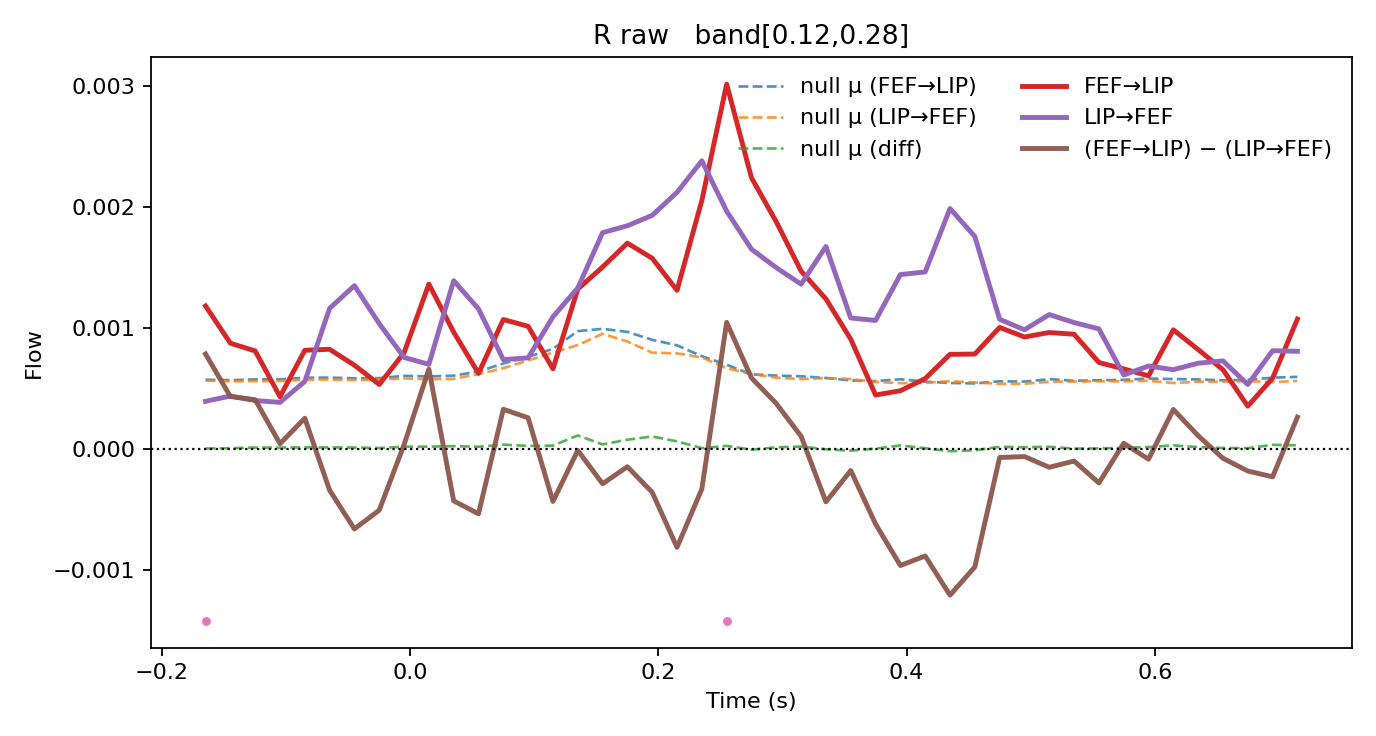 R raw   band[0.12,0.28]
0.003
0.002
0.001
0.000
−0.001
Flow
null μ (FEF→LIP)
null μ (LIP→FEF)
null μ (diff)
FEF→LIP
LIP→FEF
(FEF→LIP) − (LIP→FEF)
−0.2
0.0
0.2
0.4
0.6
Time (s)